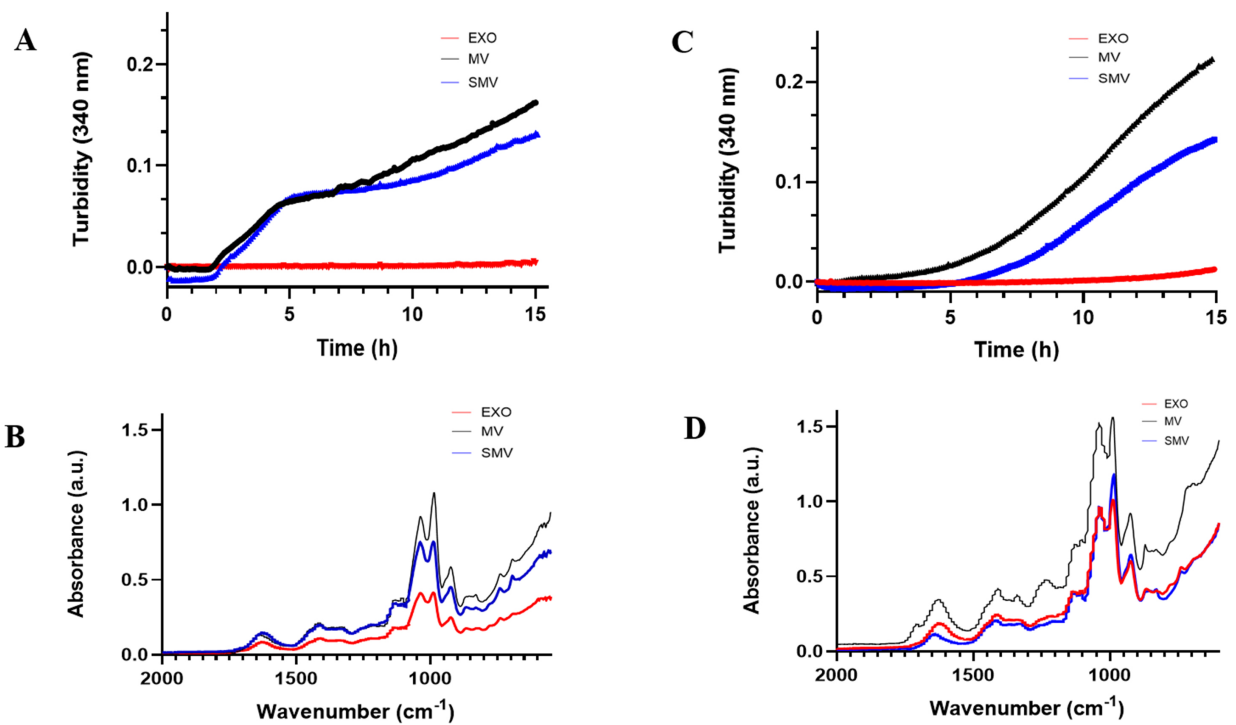 A
Turbidity (340 nm)
0.2
0.1
0.0
0
5
10
15
Time (h)
EXO
MV
SMV
C
Turbidity (340 nm)
0.2
0.1
0.0
0
5
10
15
Time (h)
EXO
MV
SMV
B
Absorbance (a.u.)
1.5
1.0
0.5
0.0
2000
1500
1000
Wavenumber (cm⁻¹)
EXO
MV
SMV
D
Absorbance (a.u.)
1.5
1.0
0.5
0.0
2000
1500
1000
Wavenumber (cm⁻¹)
EXO
MV
SMV